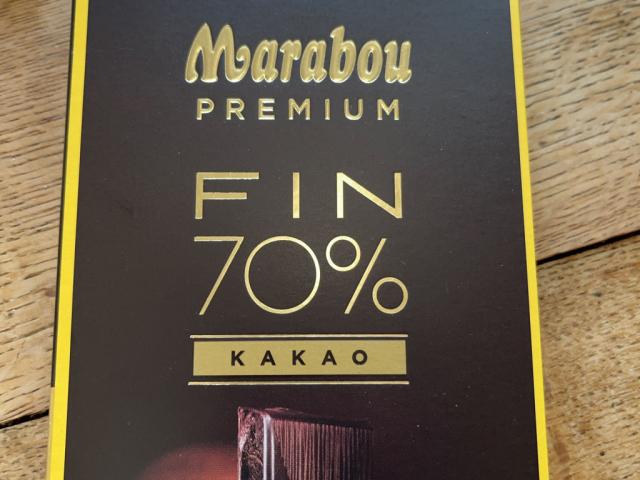 Marabou
PREMIUM
FIN
70%
KAKAO